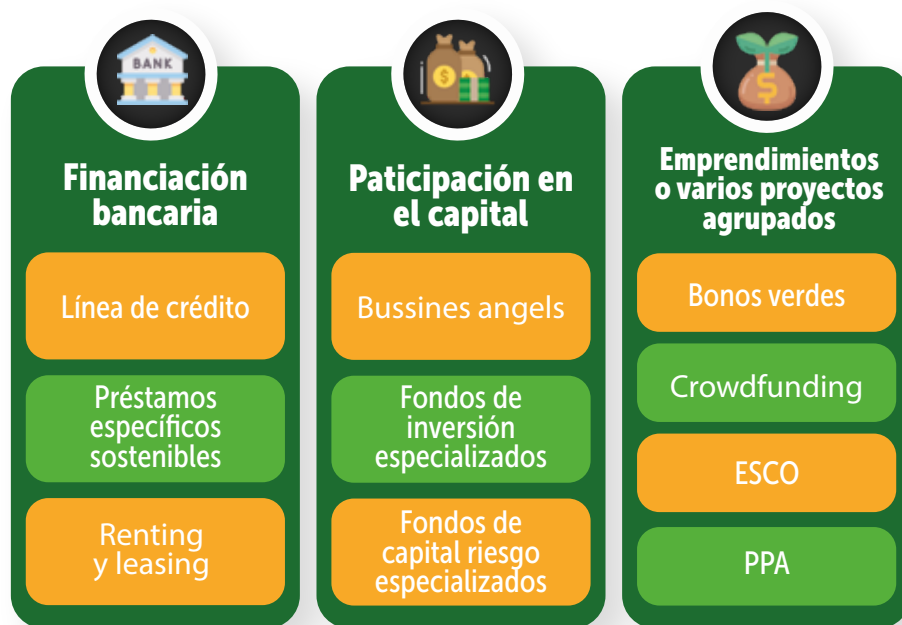 BANK
Financiación
bancaria
Línea de crédito
Préstamos
específicos
sostenibles
Renting
y leasing
$
Paticipación en
el capital
Bussines angels
Fondos de
inversión
especializados
Fondos de
capital riesgo
especializados
$
Emprendimientos
o varios proyectos
agrupados
Bonos verdes
Crowdfunding
ESCO
PPA